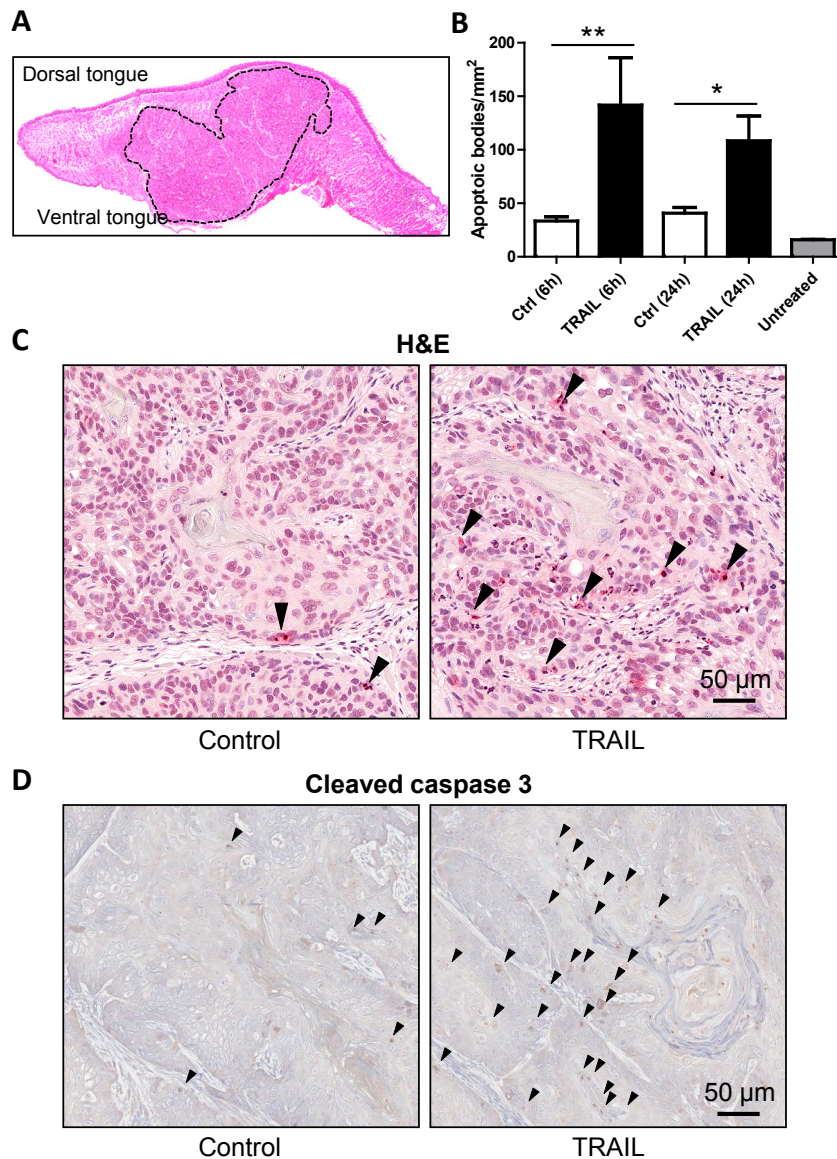 A
Dorsal tongue
Ventral tongue
B
Apoptoic bodies/mm²
200
150
100
50
0
**
*
Ctrl (6h)
TRAIL (6h)
Ctrl (24h)
TRAIL (24h)
Untreated
C
H&E
50 µm
Control
TRAIL
D
Cleaved caspase 3
50 µm
Control
TRAIL